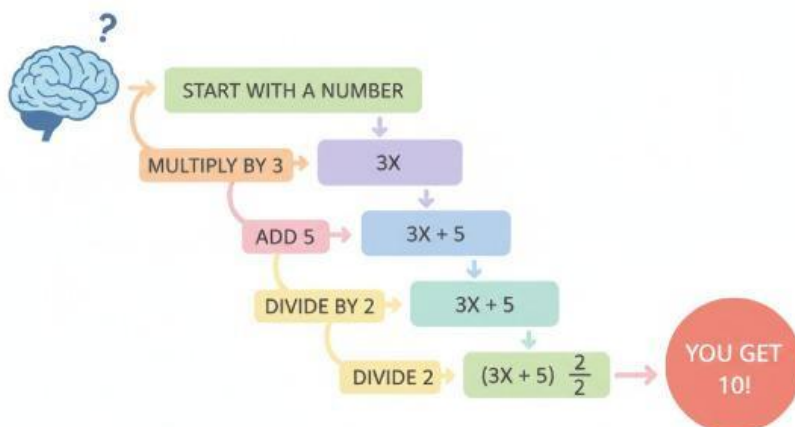 ?
START WITH A NUMBER
MULTIPLY BY 3
3X
ADD 5
3X + 5
DIVIDE BY 2
3X + 5
DIVIDE 2
(3X + 5) 2/2
YOU GET
10!